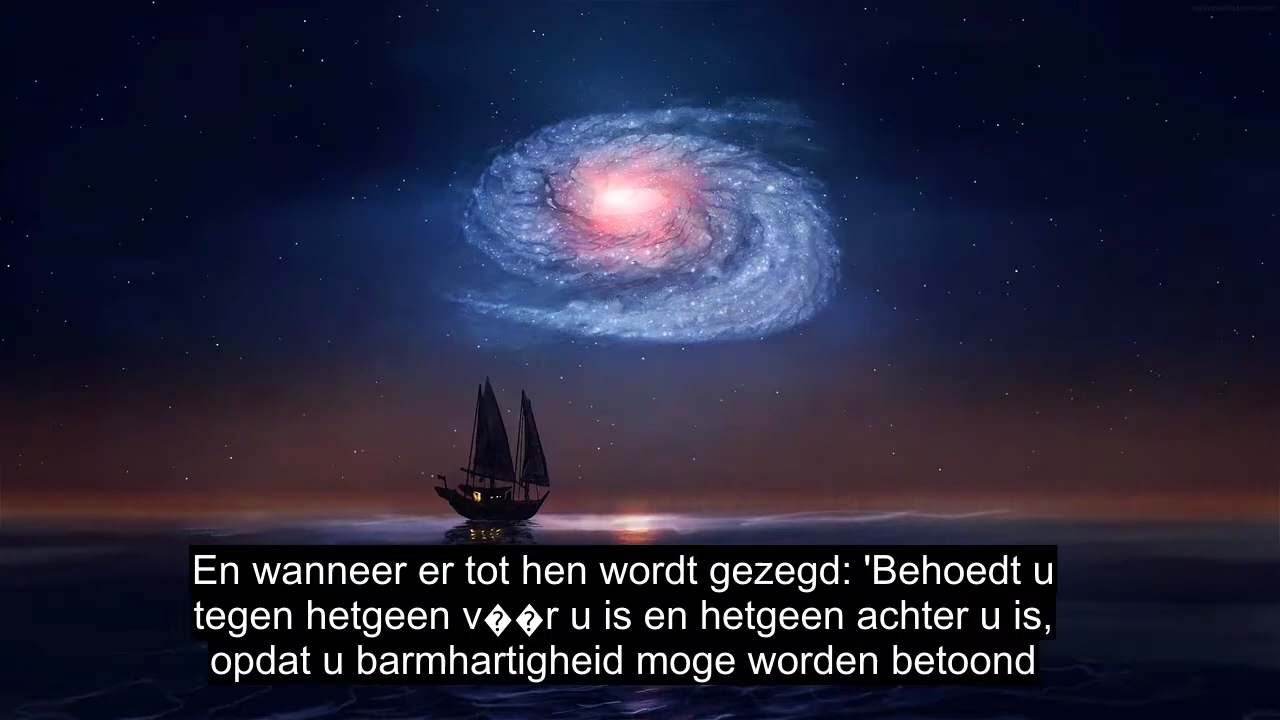 En wanneer er tot hen wordt gezegd: 'Behoedt u
tegen hetgeen v��r u is en hetgeen achter u is,
opdat u barmhartigheid moge worden betoond